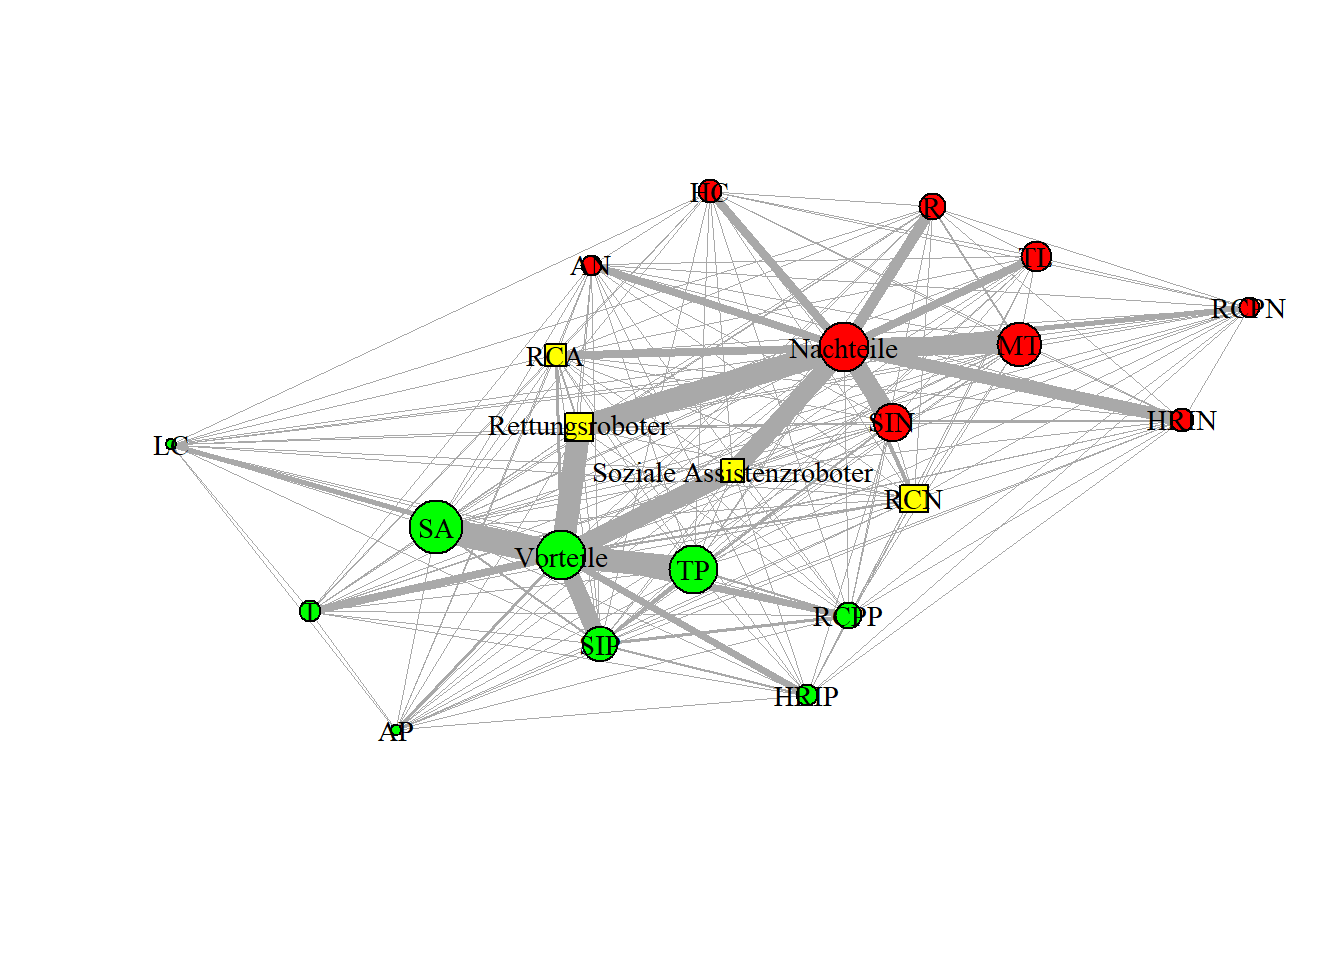 HC
R
AN
TL
RCPN
Nachteile
MT
RCA
SIN
HRIN
Rettungsroboter
LC
Soziale Assistenzroboter
RCN
SA
Vorteile
TP
I
RCPP
SIP
HRIP
AP